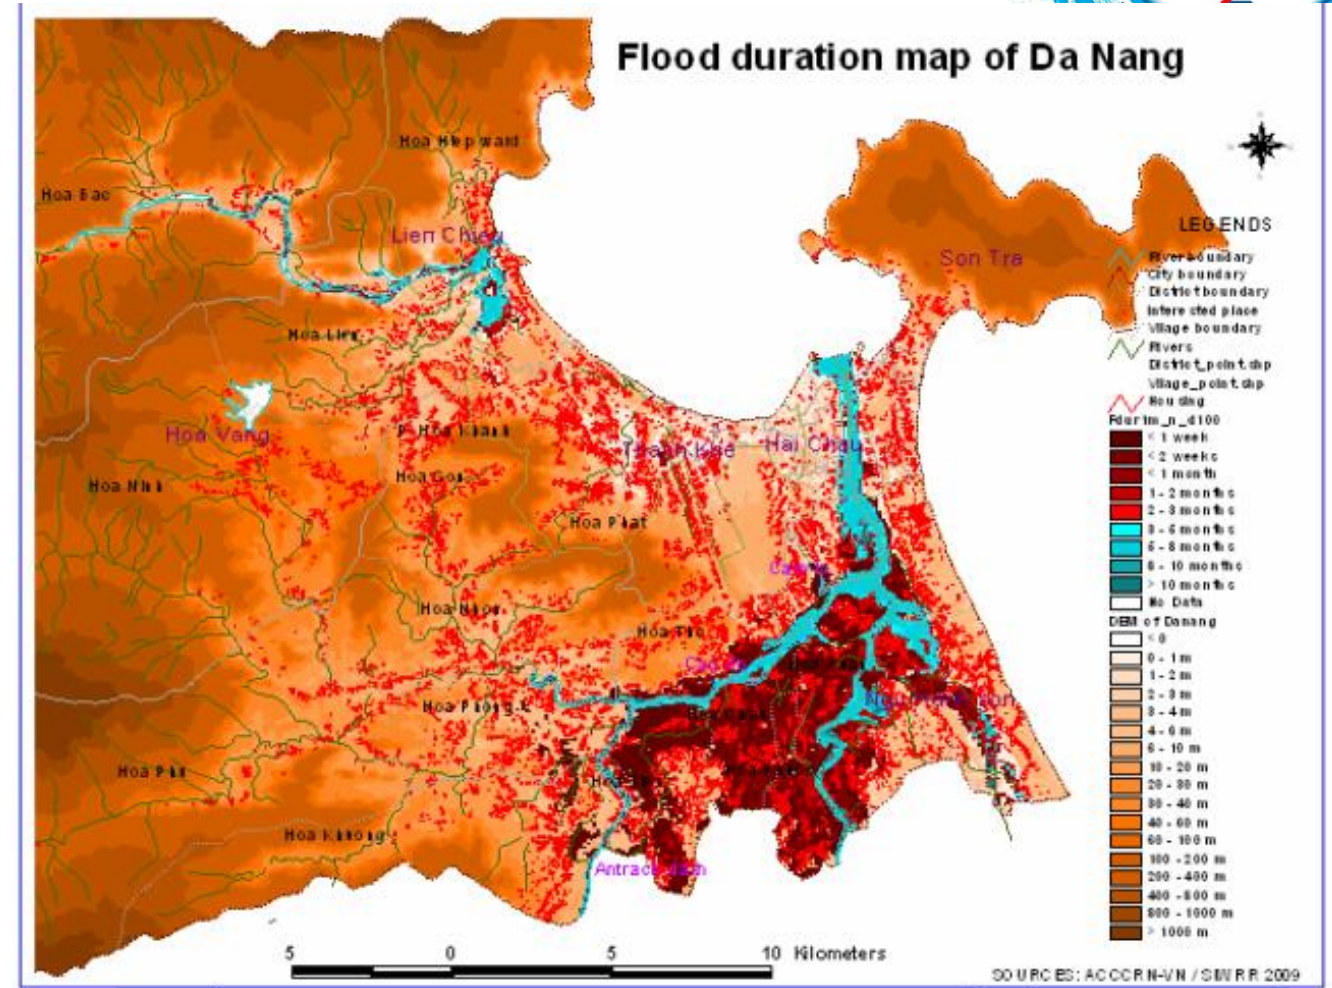 Flood duration map of Da Nang
Hoa Hiep ward
Hoa Bac
Lien Chieu
Son Tra
LEGENDS
River boundary
City boundary
District boundary
Interested place
Village boundary
Rivers
District_point.shp
Village_point.shp
Housing
< 1 week
< 2 weeks
< 1 month
1 - 2 months
2 - 3 months
3 - 6 months
6 - 8 months
8 - 10 months
> 10 months
No Data
DEM of Danang
< 0
0 - 1 m
1 - 2 m
2 - 3 m
3 - 4 m
4 - 6 m
6 - 10 m
10 - 20 m
20 - 30 m
30 - 40 m
40 - 60 m
60 - 100 m
100 - 200 m
200 - 400 m
400 - 800 m
800 - 1000 m
> 1000 m
Hoa Lien
Hoa Vang
P. Hoa Khanh
Thanh Khe
Hai Chau
Hoa Ninh
Hoa Son
Hoa Phat
Hoa Nhon
Hoa Tho
Hoa Phong
Hoa Phu
Hoa Khuong
Antrach dam
5 0 5 10 Kilometers
SOURCES: ACCCRN-VN / SIWRR 2009